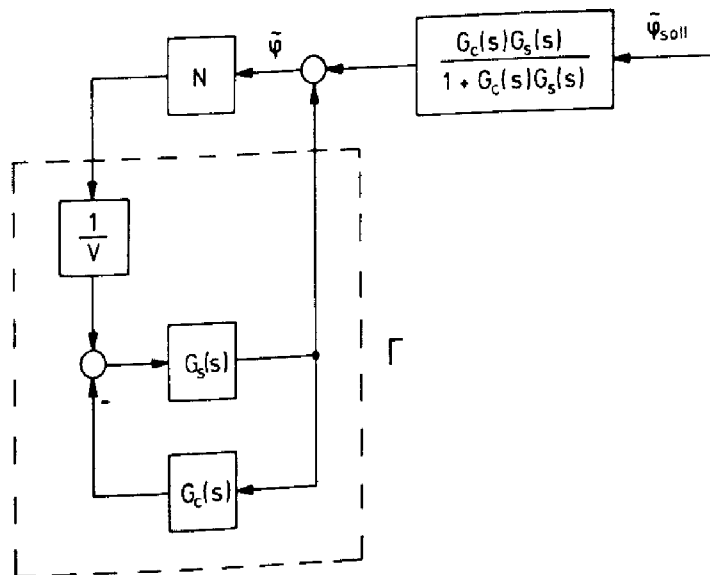 φ̃
N
G_c(s)G_s(s)
1 + G_c(s)G_s(s)
φ̃_soll
1
V
G_s(s)
Γ
-
G_c(s)